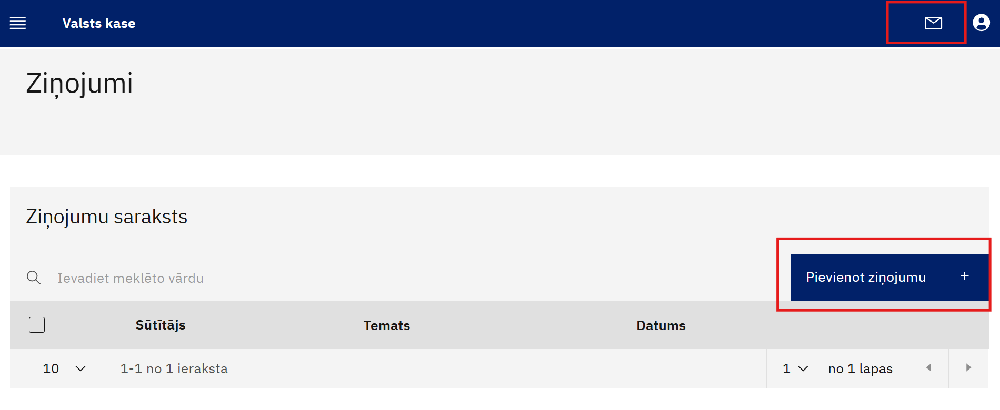 Valsts kase
Ziņojumi
Ziņojumu saraksts
Ievadiet meklēto vārdu
Pievienot ziņojumu +
Sūtītājs Temats Datums
10 1-1 no 1 ieraksta 1 no 1 lapas